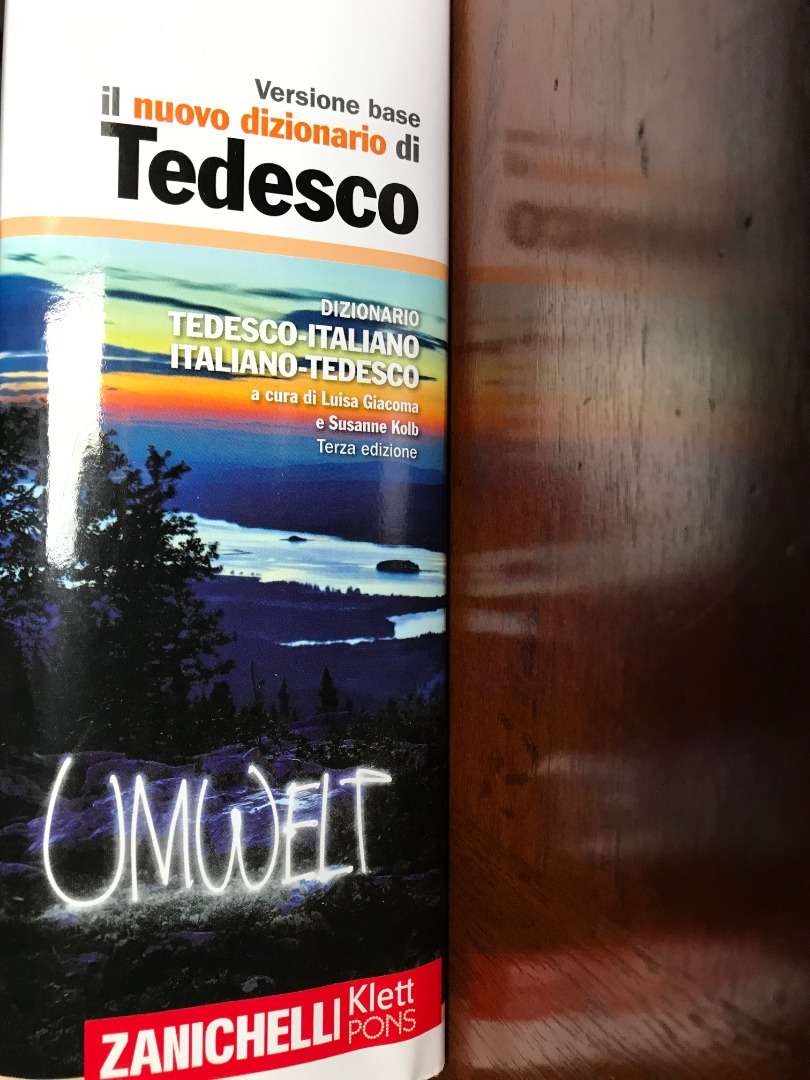 Versione base
il nuovo dizionario di
Tedesco
DIZIONARIO
TEDESCO-ITALIANO
ITALIANO-TEDESCO
a cura di Luisa Giacoma
e Susanne Kolb
Terza edizione
UMWELT
ZANICHELLI Klett
PONS